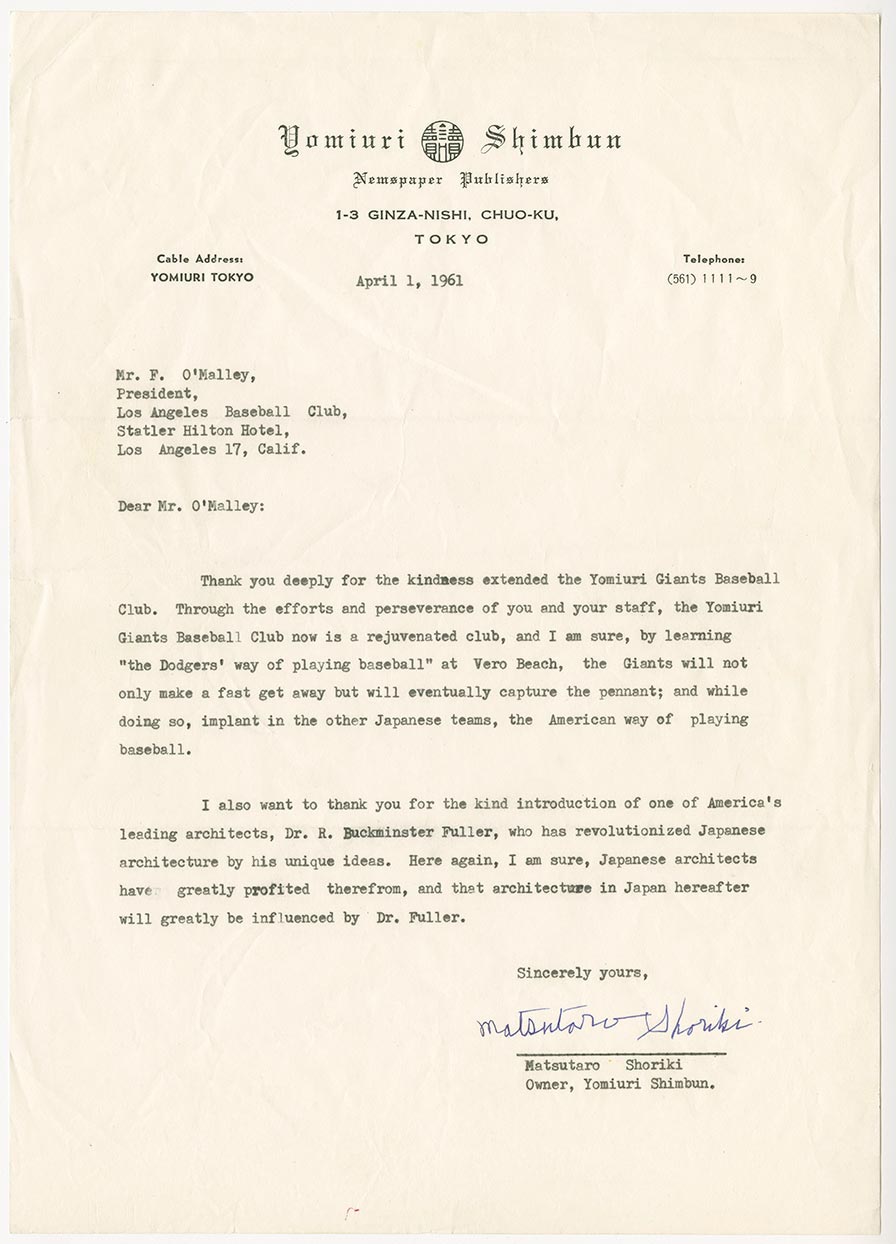 Yomiuri Shimbun
Newspaper Publishers
1-3 GINZA-NISHI, CHUO-KU,
TOKYO
Cable Address:
YOMIURI TOKYO
Telephone:
(561) 1111~9
April 1, 1961
Mr. F. O'Malley,
President,
Los Angeles Baseball Club,
Statler Hilton Hotel,
Los Angeles 17, Calif.
Dear Mr. O'Malley:
Thank you deeply for the kindness extended the Yomiuri Giants Baseball
Club. Through the efforts and perseverance of you and your staff, the Yomiuri
Giants Baseball Club now is a rejuvenated club, and I am sure, by learning
"the Dodgers' way of playing baseball" at Vero Beach, the Giants will not
only make a fast get away but will eventually capture the pennant; and while
doing so, implant in the other Japanese teams, the American way of playing
baseball.
I also want to thank you for the kind introduction of one of America's
leading architects, Dr. R. Buckminster Fuller, who has revolutionized Japanese
architecture by his unique ideas. Here again, I am sure, Japanese architects
have greatly profited therefrom, and that architecture in Japan hereafter
will greatly be influenced by Dr. Fuller.
Sincerely yours,
Matsutaro Shoriki.
Matsutaro Shoriki
Owner, Yomiuri Shimbun.